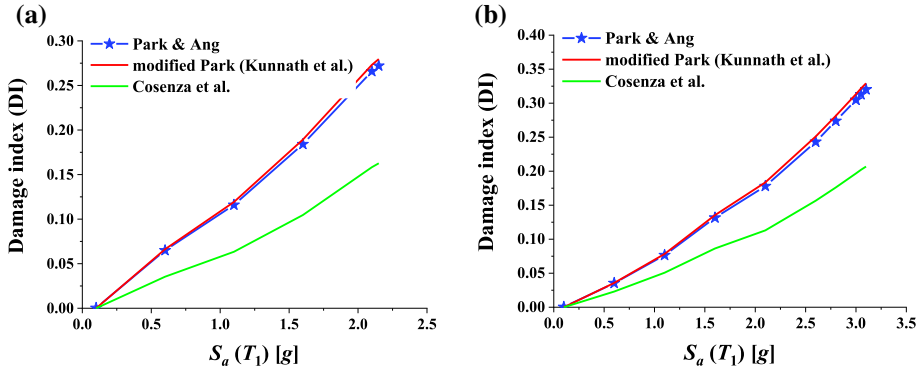 (a)
Park & Ang
modified Park (Kunnath et al.)
Cosenza et al.
Damage index (DI)
0.30
0.25
0.20
0.15
0.10
0.05
0.00
0.0 0.5 1.0 1.5 2.0 2.5
Sa (T1) [g]
(b)
Park & Ang
modified Park (Kunnath et al.)
Cosenza et al.
Damage index (DI)
0.40
0.35
0.30
0.25
0.20
0.15
0.10
0.05
0.00
0.0 0.5 1.0 1.5 2.0 2.5 3.0 3.5
Sa (T1) [g]